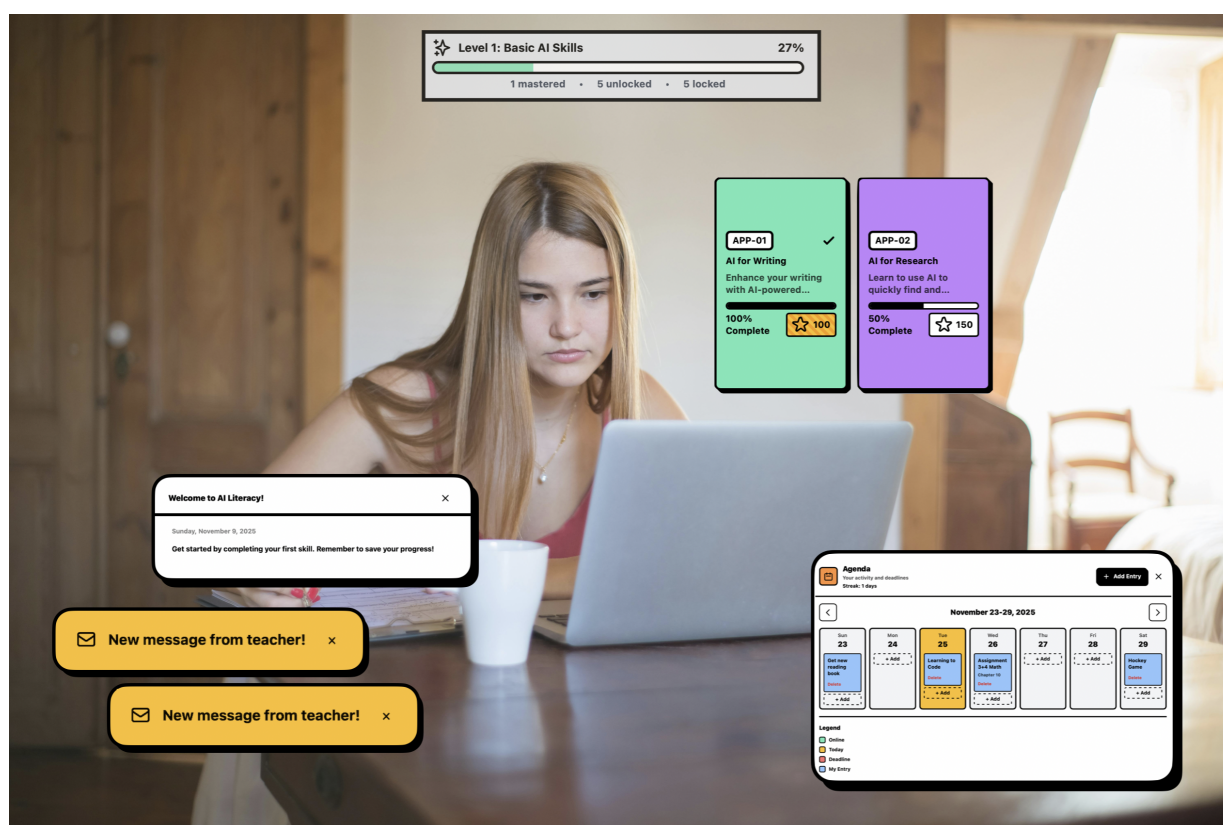 Level 1: Basic AI Skills 27%
1 mastered • 5 unlocked • 5 locked
APP-01
AI for Writing
Enhance your writing
with AI-powered...
100%
Complete
100
APP-02
AI for Research
Learn to use AI to
quickly find and...
50%
Complete
150
Welcome to AI Literacy!
Sunday, November 9, 2025
Get started by completing your first skill. Remember to save your progress!
New message from teacher!
New message from teacher!
Agenda
Your activity and deadlines
Streak: 1 days
+ Add Entry
November 23-29, 2025
Sun
23
Get new
reading
book
Delete
+ Add
Mon
24
+ Add
Tue
25
Learning to
Code
Delete
+ Add
Wed
26
Assignment
3+4 Math
Chapter 10
Delete
+ Add
Thu
27
+ Add
Fri
28
+ Add
Sat
29
Hockey
Game
Delete
+ Add
Legend
Online
Today
Deadline
My Entry